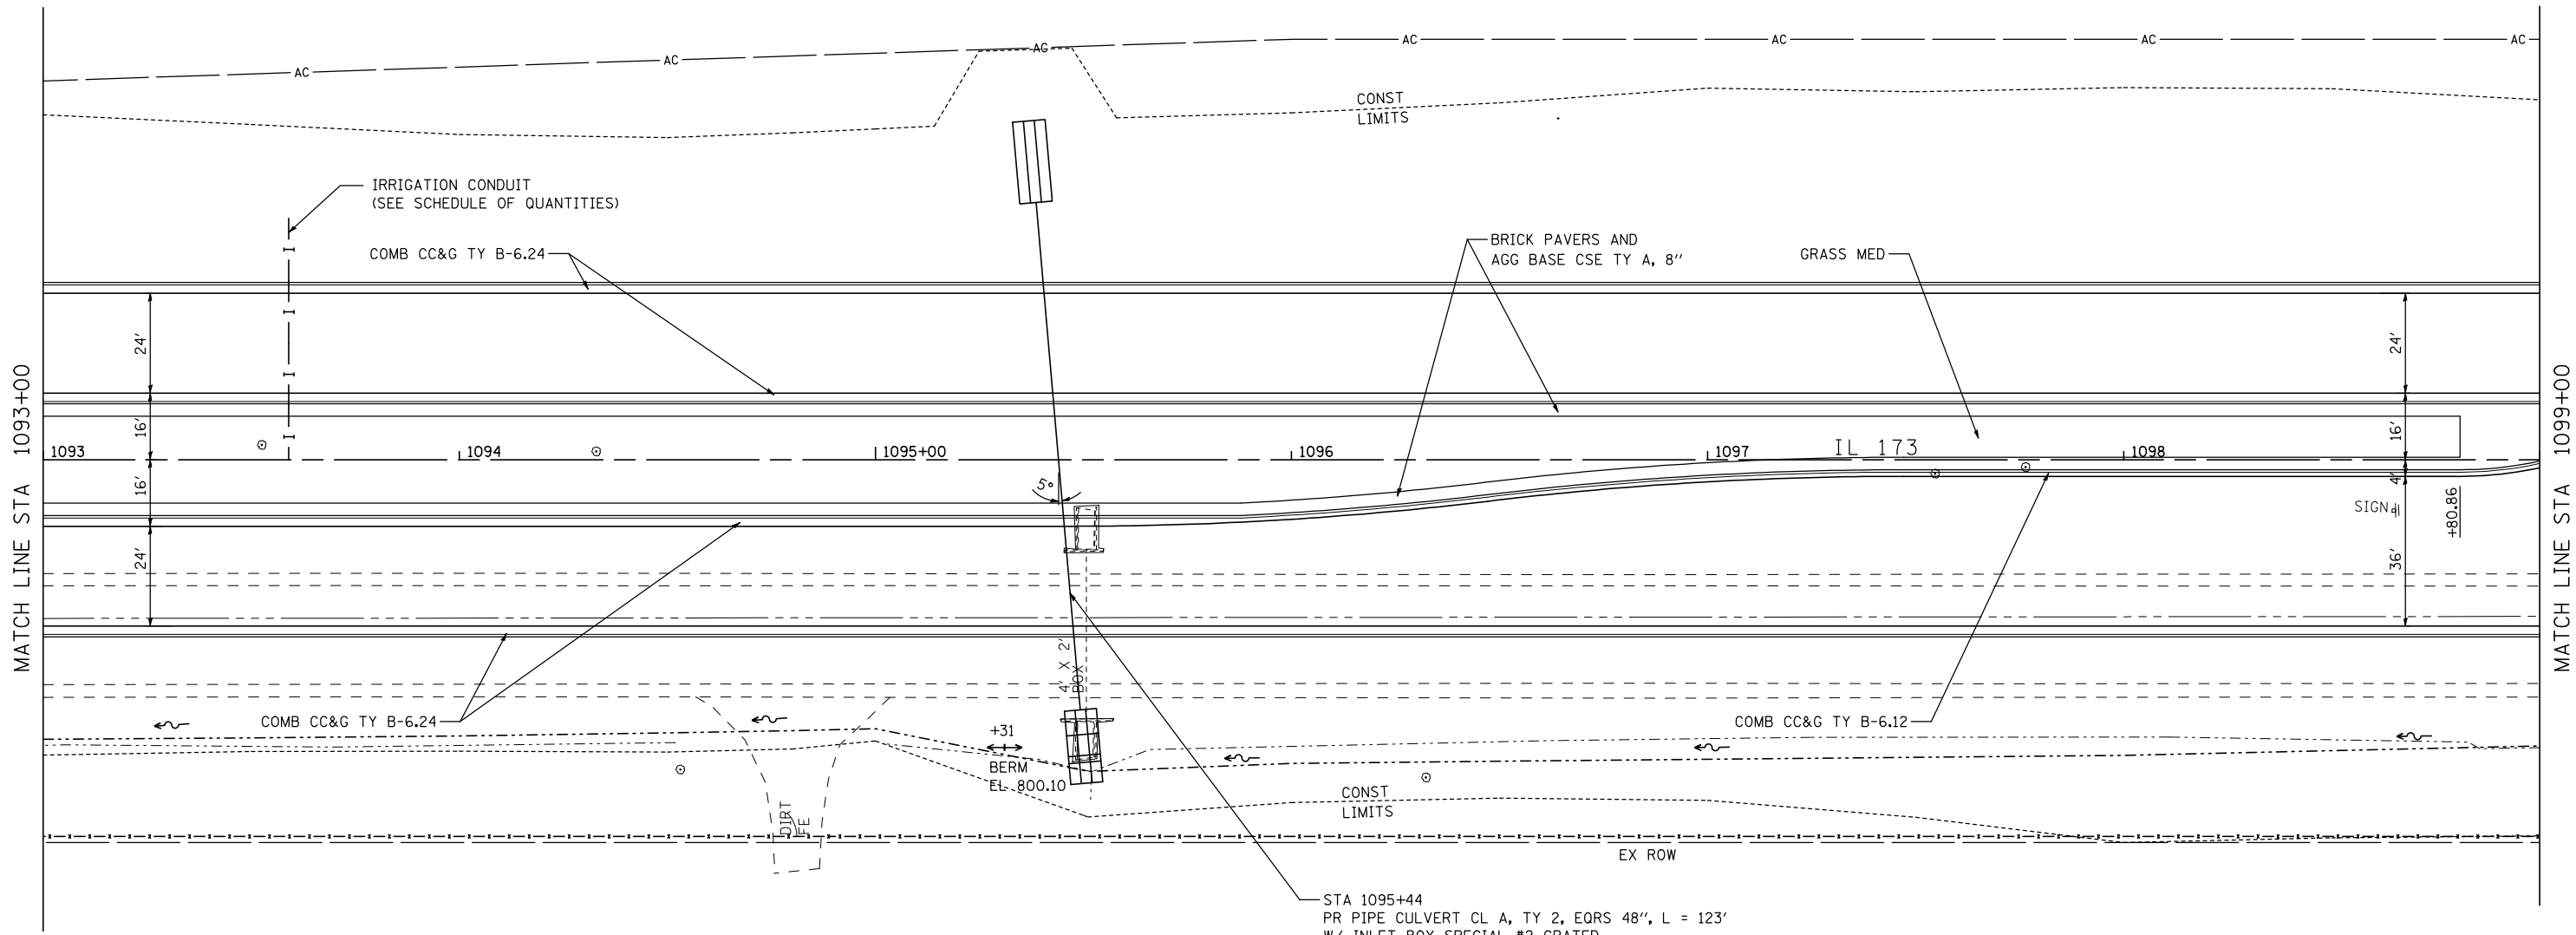 AC
AC
AC
AC
AC
AC
AC
CONST
LIMITS
IRRIGATION CONDUIT
(SEE SCHEDULE OF QUANTITIES)
COMB CC&G TY B-6.24
BRICK PAVERS AND
AGG BASE CSE TY A, 8"
GRASS MED
I
I
I
I
I
24'
24'
MATCH LINE STA 1093+00
MATCH LINE STA 1099+00
16'
16'
1093
1094
1095+00
1096
1097
IL 173
1098
16'
4'
5°
SIGN
+80.86
24'
36'
4' X 2'
BOX
COMB CC&G TY B-6.24
COMB CC&G TY B-6.12
+31
BERM
EL 800.10
CONST
LIMITS
DIRT
FE
EX ROW
STA 1095+44
PR PIPE CULVERT CL A, TY 2, EQRS 48", L = 123'
W/ INLET BOX SPECIAL #2 GRATED